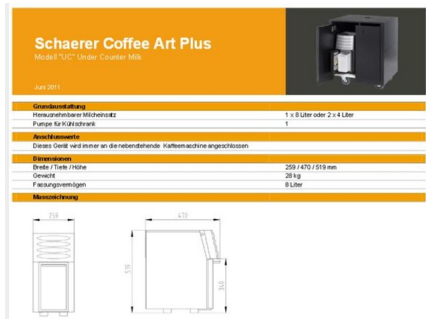 Schaerer Coffee Art Plus
Modell "UC" Under Counter Milk
Juni 2011
Grundausstattung
Herausnehmbarer Milcheinsatz 1 x 8 Liter oder 2 x 4 Liter
Pumpe für Kühlschrank 1
Anschlusswerte
Dieses Gerät wird immer an die nebenstehende Kaffeemaschine angeschlossen
Dimensionen
Breite / Tiefe / Höhe 259 / 470 / 519 mm
Gewicht 28 kg
Fassungsvermögen 8 Liter
Masszeichnung
259 470
519
340